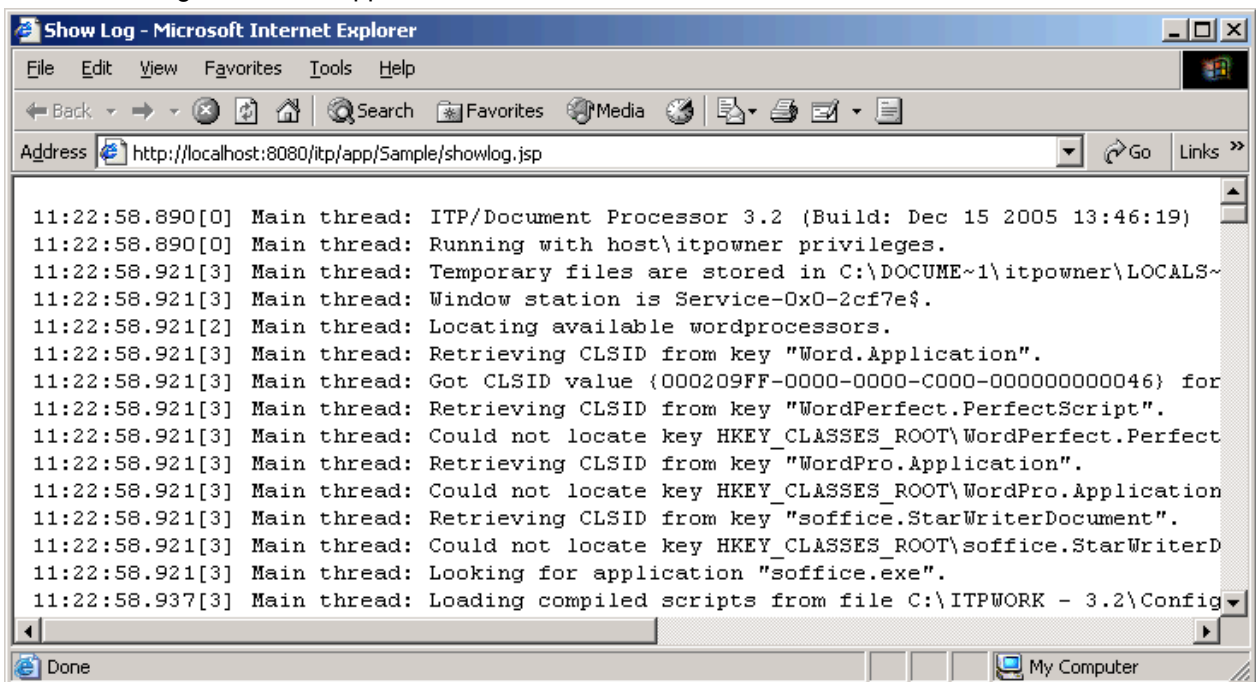 Show Log - Microsoft Internet Explorer
File Edit View Favorites Tools Help
Back Search Favorites Media
Address http://localhost:8080/itp/app/Sample/showlog.jsp Go Links »
11:22:58.890[0] Main thread: ITP/Document Processor 3.2 (Build: Dec 15 2005 13:46:19)
11:22:58.890[0] Main thread: Running with host\itpowner privileges.
11:22:58.921[3] Main thread: Temporary files are stored in C:\DOCUME~1\itpowner\LOCALS~
11:22:58.921[3] Main thread: Window station is Service-0x0-2cf7e$.
11:22:58.921[2] Main thread: Locating available wordprocessors.
11:22:58.921[3] Main thread: Retrieving CLSID from key "Word.Application".
11:22:58.921[3] Main thread: Got CLSID value {000209FF-0000-0000-C000-000000000046} for
11:22:58.921[3] Main thread: Retrieving CLSID from key "WordPerfect.PerfectScript".
11:22:58.921[3] Main thread: Could not locate key HKEY_CLASSES_ROOT\WordPerfect.Perfect
11:22:58.921[3] Main thread: Retrieving CLSID from key "WordPro.Application".
11:22:58.921[3] Main thread: Could not locate key HKEY_CLASSES_ROOT\WordPro.Application
11:22:58.921[3] Main thread: Retrieving CLSID from key "soffice.StarWriterDocument".
11:22:58.921[3] Main thread: Could not locate key HKEY_CLASSES_ROOT\soffice.StarWriterD
11:22:58.921[3] Main thread: Looking for application "soffice.exe".
11:22:58.937[3] Main thread: Loading compiled scripts from file C:\ITPWORK - 3.2\Config
Done My Computer